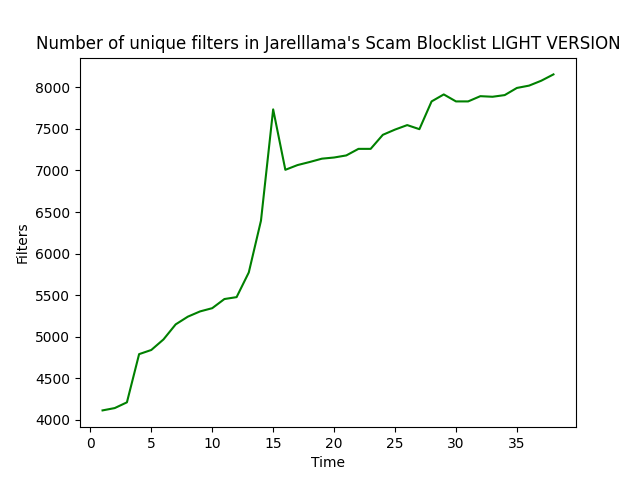 Number of unique filters in Jarelllama's Scam Blocklist LIGHT VERSION
8000
7500
7000
6500
6000
5500
5000
4500
4000
Filters
0 5 10 15 20 25 30 35
Time